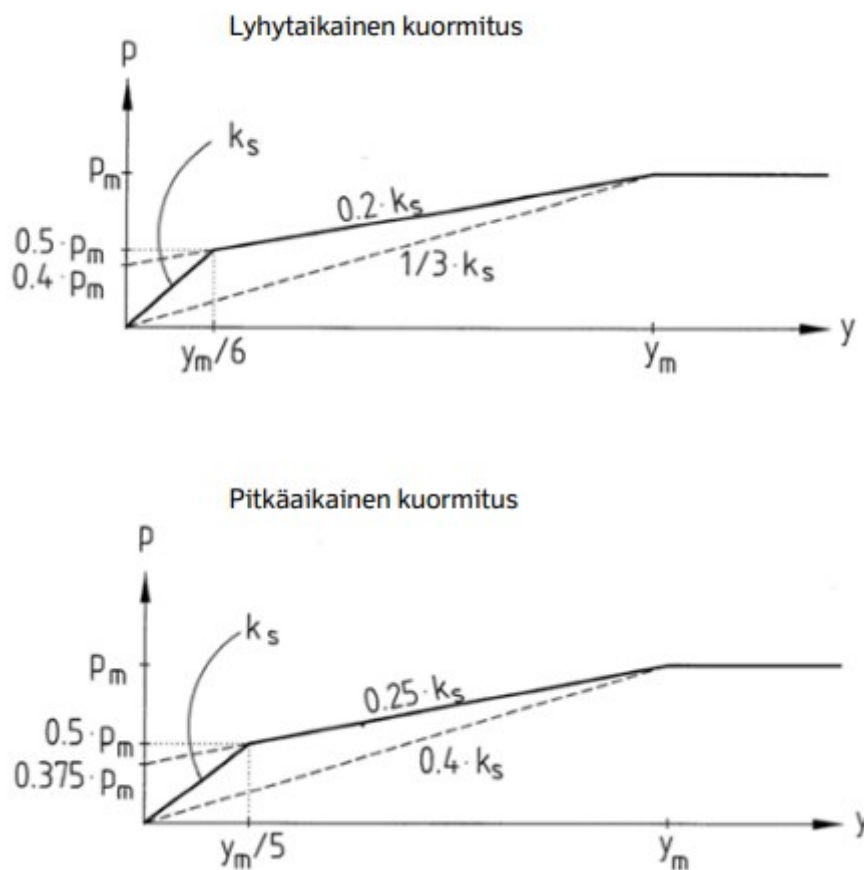 Lyhytaikainen kuormitus
p
k_s
p_m
0.2·k_s
0.5·p_m
0.4·p_m
1/3·k_s
y_m/6
y_m
y
Pitkäaikainen kuormitus
p
k_s
p_m
0.25·k_s
0.5·p_m
0.375·p_m
0.4·k_s
y_m/5
y_m
y